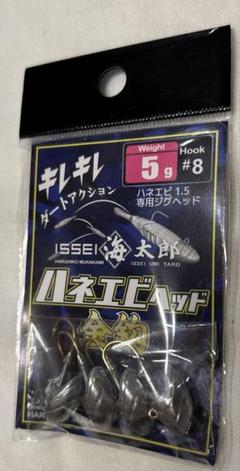 Weight
5g
Hook
#8
キレキレ
ダートアクション
ハネエビ 1.5
専用ジグヘッド
ISSEI 海太郎
HARUHIKO MURAKAMI
ISSEI UMI TARO
ハネエビヘッド
金鈎